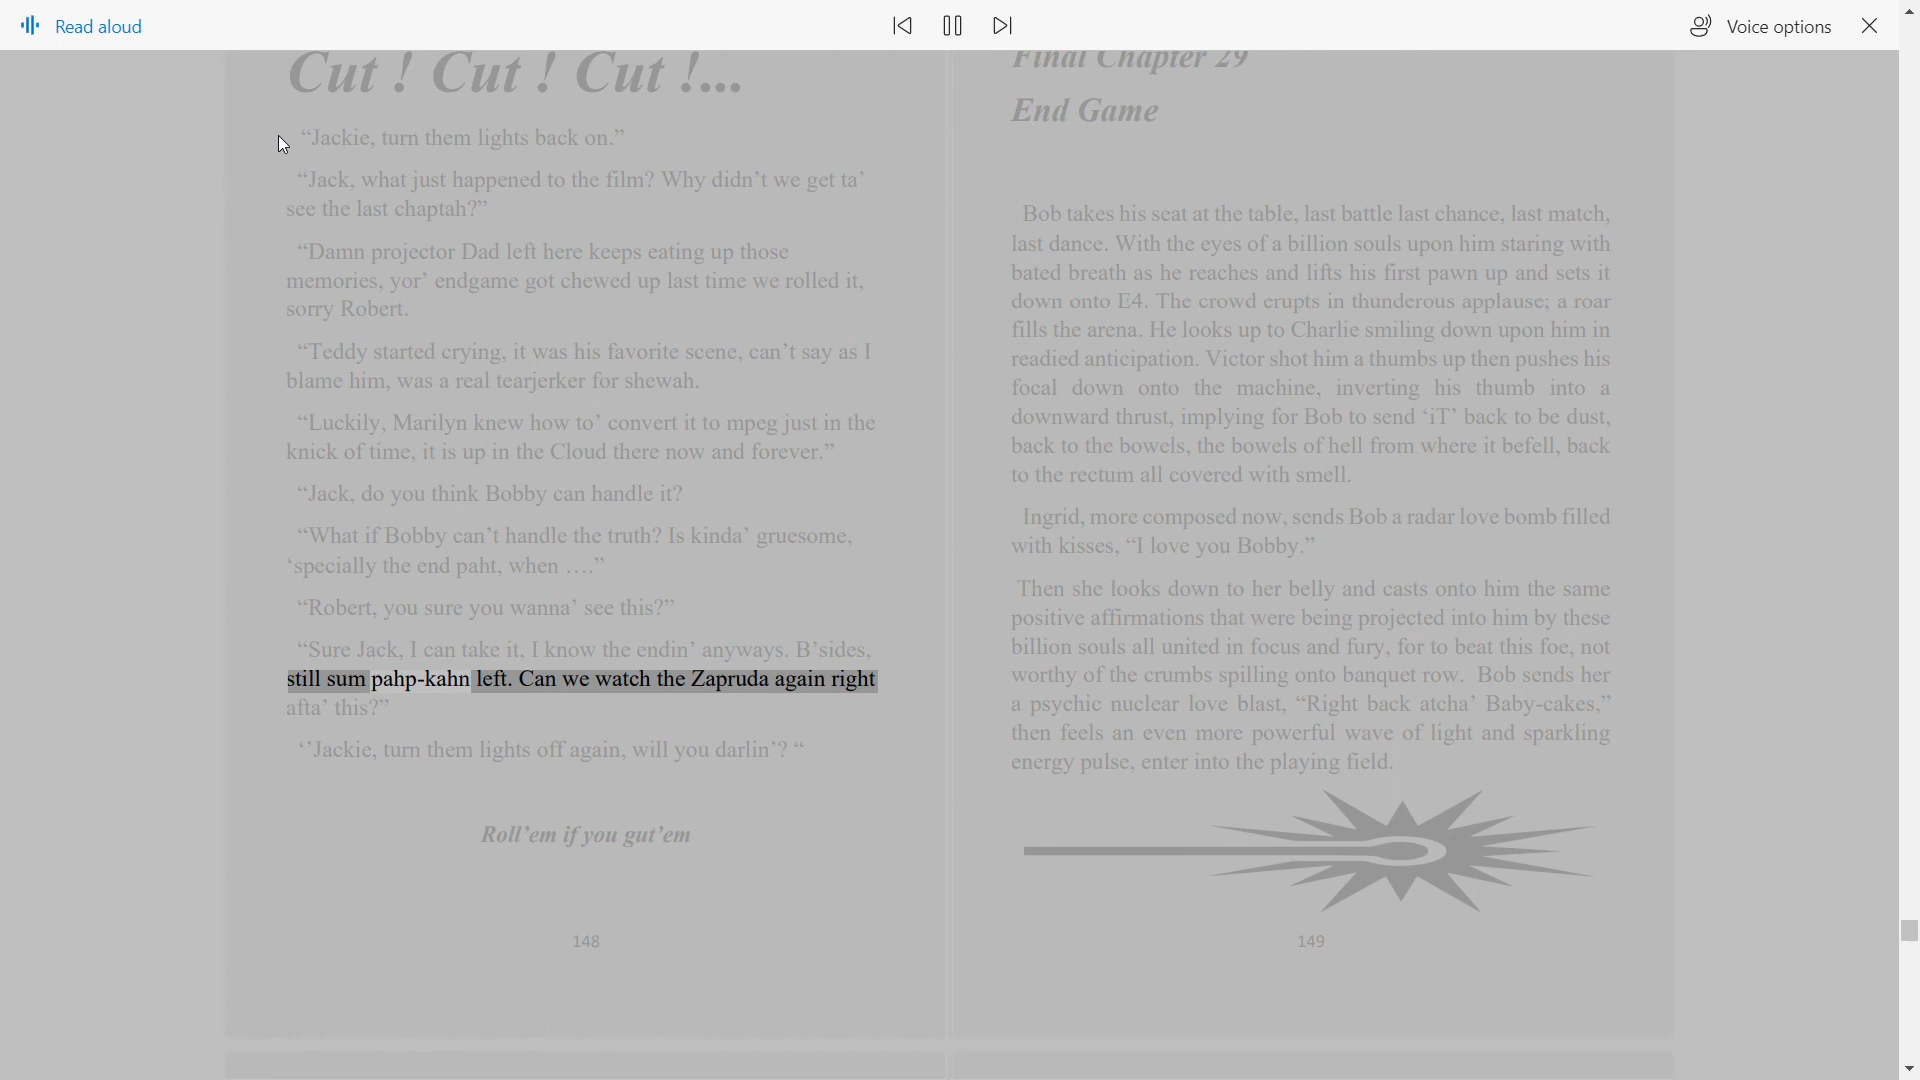 Read aloud
Voice options
Cut ! Cut ! Cut !...
“Jackie, turn them lights back on.”
“Jack, what just happened to the film? Why didn’t we get ta’
see the last chaptah?”
“Damn projector Dad left here keeps eating up those
memories, yor’ endgame got chewed up last time we rolled it,
sorry Robert.
“Teddy started crying, it was his favorite scene, can’t say as I
blame him, was a real tearjerker for shewah.
“Luckily, Marilyn knew how to’ convert it to mpeg just in the
knick of time, it is up in the Cloud there now and forever.”
“Jack, do you think Bobby can handle it?
“What if Bobby can’t handle the truth? Is kinda’ gruesome,
‘specially the end paht, when ….”
“Robert, you sure you wanna’ see this?”
“Sure Jack, I can take it, I know the endin’ anyways. B’sides,
still sum pahp-kahn left. Can we watch the Zapruda again right
afta’ this?”
‘’Jackie, turn them lights off again, will you darlin’? “
Roll’em if you gut’em
148
Final Chapter 29
End Game
Bob takes his seat at the table, last battle last chance, last match,
last dance. With the eyes of a billion souls upon him staring with
bated breath as he reaches and lifts his first pawn up and sets it
down onto E4. The crowd erupts in thunderous applause; a roar
fills the arena. He looks up to Charlie smiling down upon him in
readied anticipation. Victor shot him a thumbs up then pushes his
focal down onto the machine, inverting his thumb into a
downward thrust, implying for Bob to send ‘iT’ back to be dust,
back to the bowels, the bowels of hell from where it befell, back
to the rectum all covered with smell.
Ingrid, more composed now, sends Bob a radar love bomb filled
with kisses, “I love you Bobby.”
Then she looks down to her belly and casts onto him the same
positive affirmations that were being projected into him by these
billion souls all united in focus and fury, for to beat this foe, not
worthy of the crumbs spilling onto banquet row. Bob sends her
a psychic nuclear love blast, “Right back atcha’ Baby-cakes,”
then feels an even more powerful wave of light and sparkling
energy pulse, enter into the playing field.
149